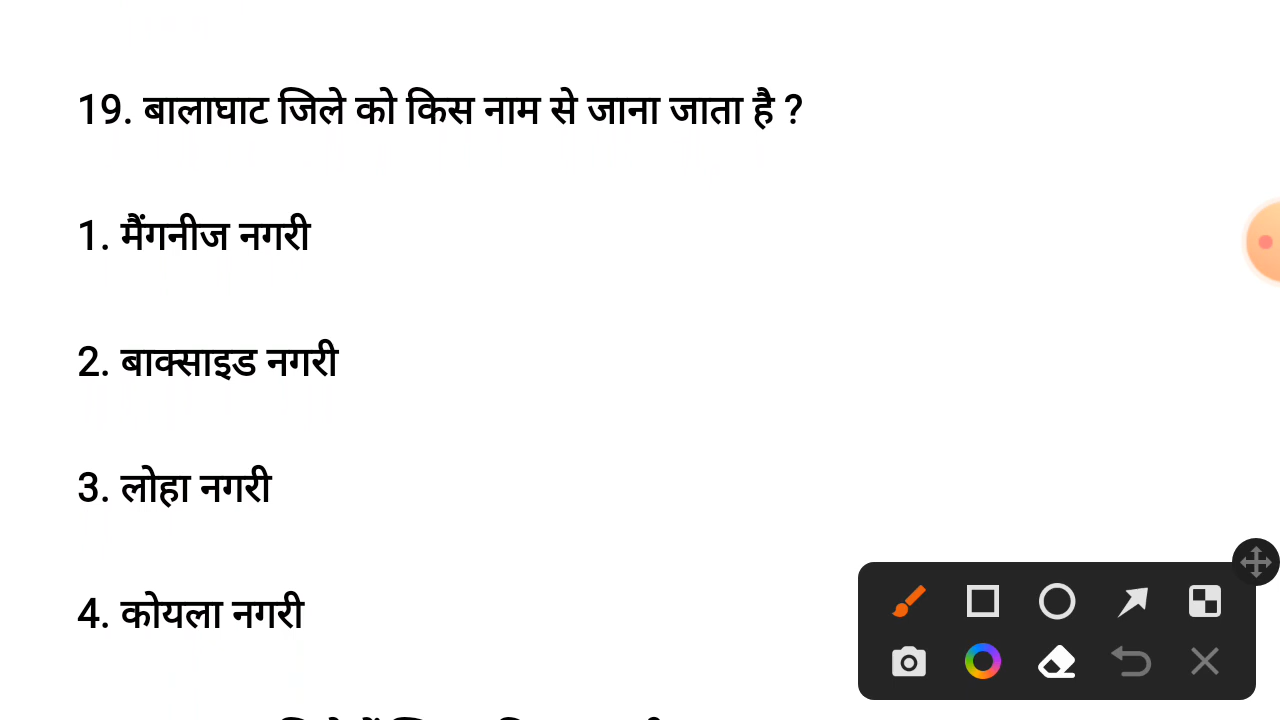 19. बालाघाट जिले को किस नाम से जाना जाता है ?
1. मैंगनीज नगरी
2. बाक्साइड नगरी
3. लोहा नगरी
4. कोयला नगरी